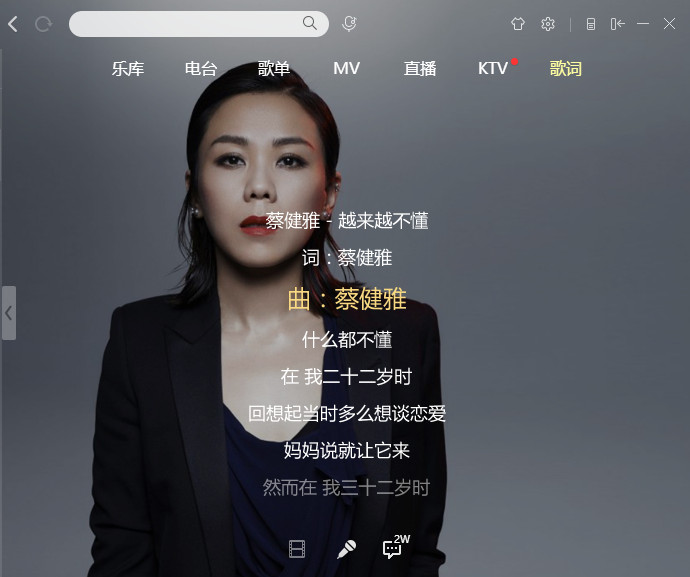 乐库 电台 歌单 MV 直播 KTV 歌词
蔡健雅 - 越来越不懂
词：蔡健雅
曲：蔡健雅
什么都不懂
在 我二十二岁时
回想起当时多么想谈恋爱
妈妈说就让它来
然而在 我三十二岁时
2W